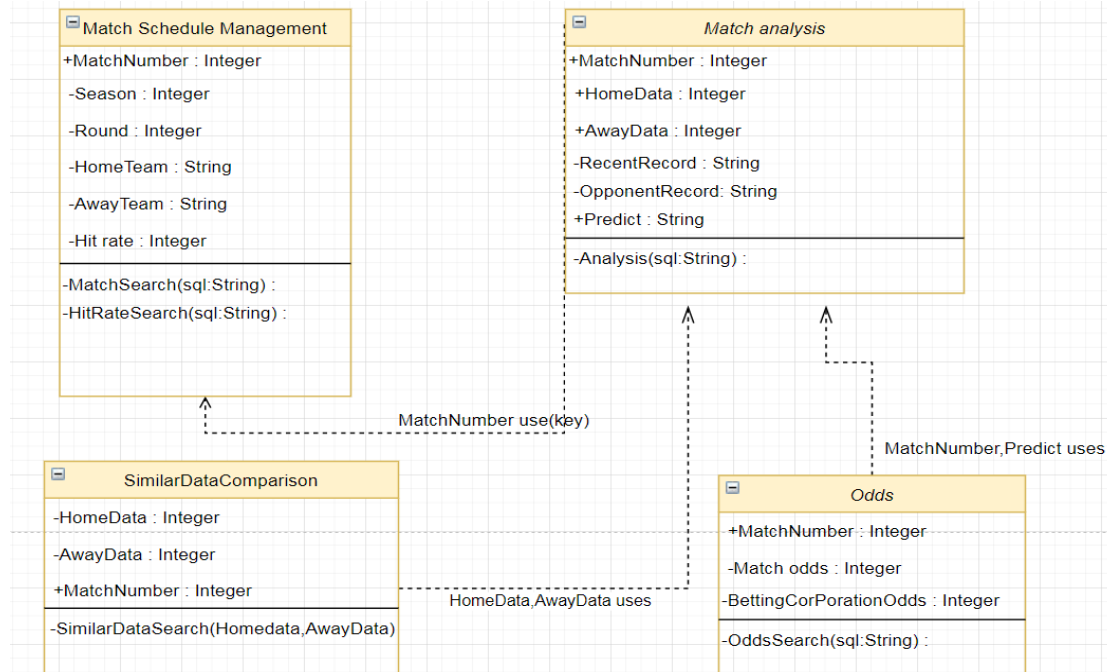 Match Schedule Management
+MatchNumber : Integer
-Season : Integer
-Round : Integer
-HomeTeam : String
-AwayTeam : String
-Hit rate : Integer
-MatchSearch(sql:String) :
-HitRateSearch(sql:String) :
Match analysis
+MatchNumber : Integer
+HomeData : Integer
+AwayData : Integer
-RecentRecord : String
-OpponentRecord: String
+Predict : String
-Analysis(sql:String) :
MatchNumber use(key)
MatchNumber,Predict uses
SimilarDataComparison
-HomeData : Integer
-AwayData : Integer
+MatchNumber : Integer
-SimilarDataSearch(Homedata,AwayData)
HomeData,AwayData uses
Odds
+MatchNumber : Integer
-Match odds : Integer
-BettingCorPorationOdds : Integer
-OddsSearch(sql:String) :